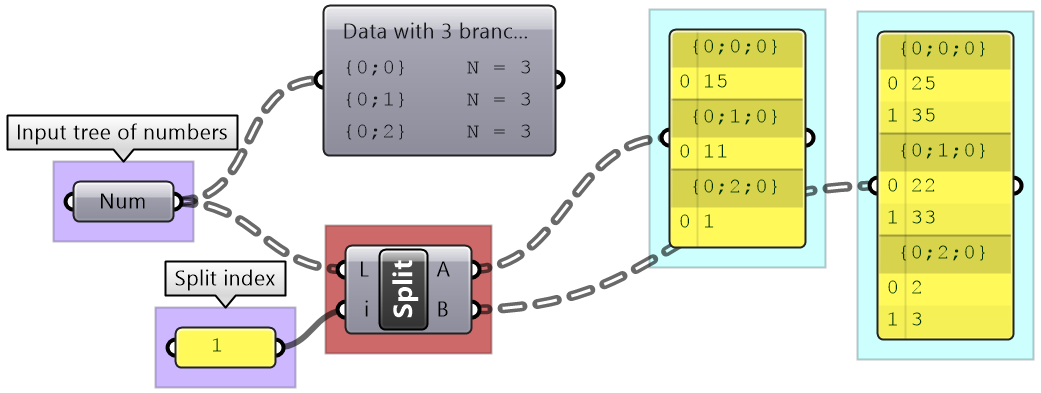 Data with 3 branc...
{0;0} N = 3
{0;1} N = 3
{0;2} N = 3
Input tree of numbers
Num
Split index
1
L
i
Split
A
B
{0;0;0}
0 15
{0;1;0}
0 11
{0;2;0}
0 1
{0;0;0}
0 25
1 35
{0;1;0}
0 22
1 33
{0;2;0}
0 2
1 3